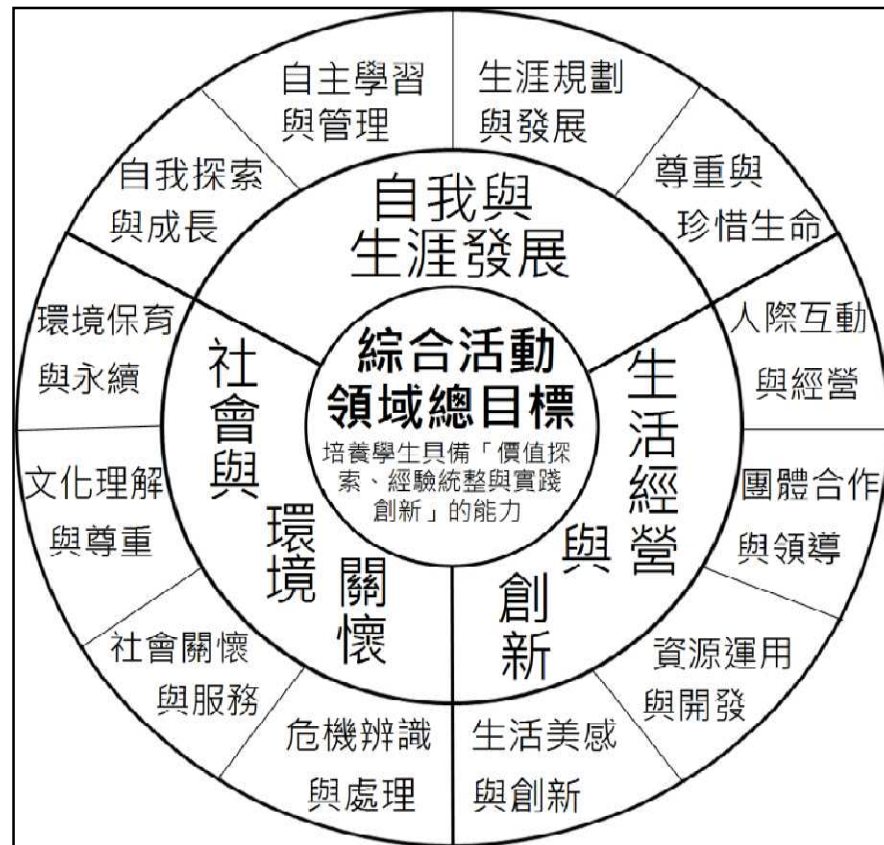 綜合活動
領域總目標
培養學生具備「價值探
索、經驗統整與實踐
創新」的能力
自我與
生涯發展
生活經營
與
創新
社會與
環境
關懷
自我探索
與成長
自主學習
與管理
生涯規劃
與發展
尊重與
珍惜生命
人際互動
與經營
團體合作
與領導
資源運用
與開發
生活美感
與創新
危機辨識
與處理
社會關懷
與服務
文化理解
與尊重
環境保育
與永續